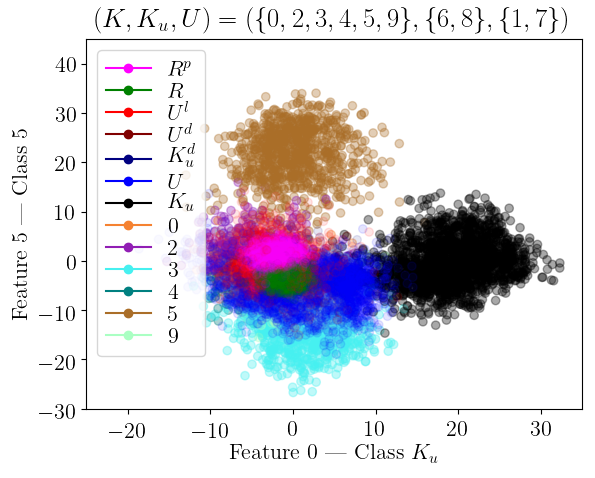 (K, K_u, U) = ({0, 2, 3, 4, 5, 9}, {6, 8}, {1, 7})
Feature 5 — Class 5
40
30
20
10
0
−10
−20
−30
R^p
R
U^l
U^d
K_u^d
U
K_u
0
2
3
4
5
9
−20
−10
0
10
20
30
Feature 0 — Class K_u